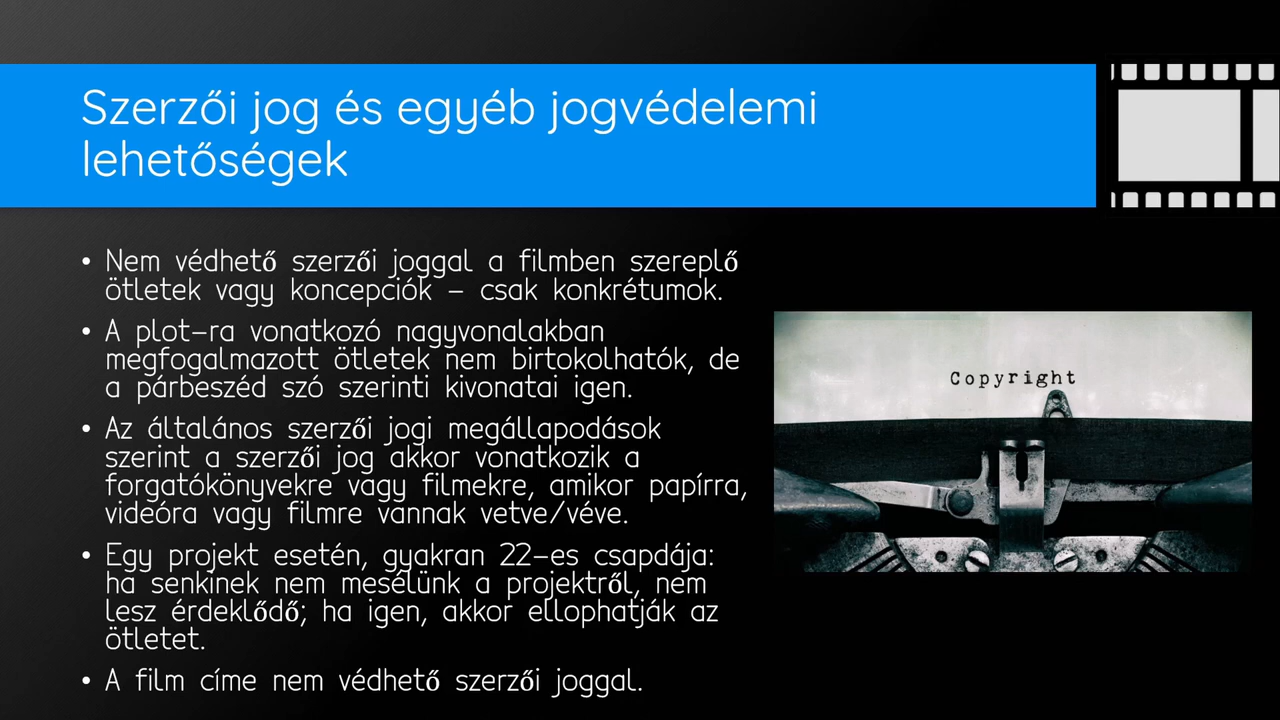 Szerzői jog és egyéb jogvédelemi
lehetőségek
• Nem védhető szerzői joggal a filmben szereplő
ötletek vagy koncepciók – csak konkrétumok.
• A plot-ra vonatkozó nagyvonalakban
megfogalmazott ötletek nem birtokolhatók, de
a párbeszéd szó szerinti kivonatai igen.
• Az általános szerzői jogi megállapodások
szerint a szerzői jog akkor vonatkozik a
forgatókönyvekre vagy filmekre, amikor papírra,
videóra vagy filmre vannak vetve/véve.
• Egy projekt esetén, gyakran 22-es csapdája:
ha senkinek nem mesélünk a projektről, nem
lesz érdeklődő; ha igen, akkor ellophatják az
ötletet.
• A film címe nem védhető szerzői joggal.
Copyright